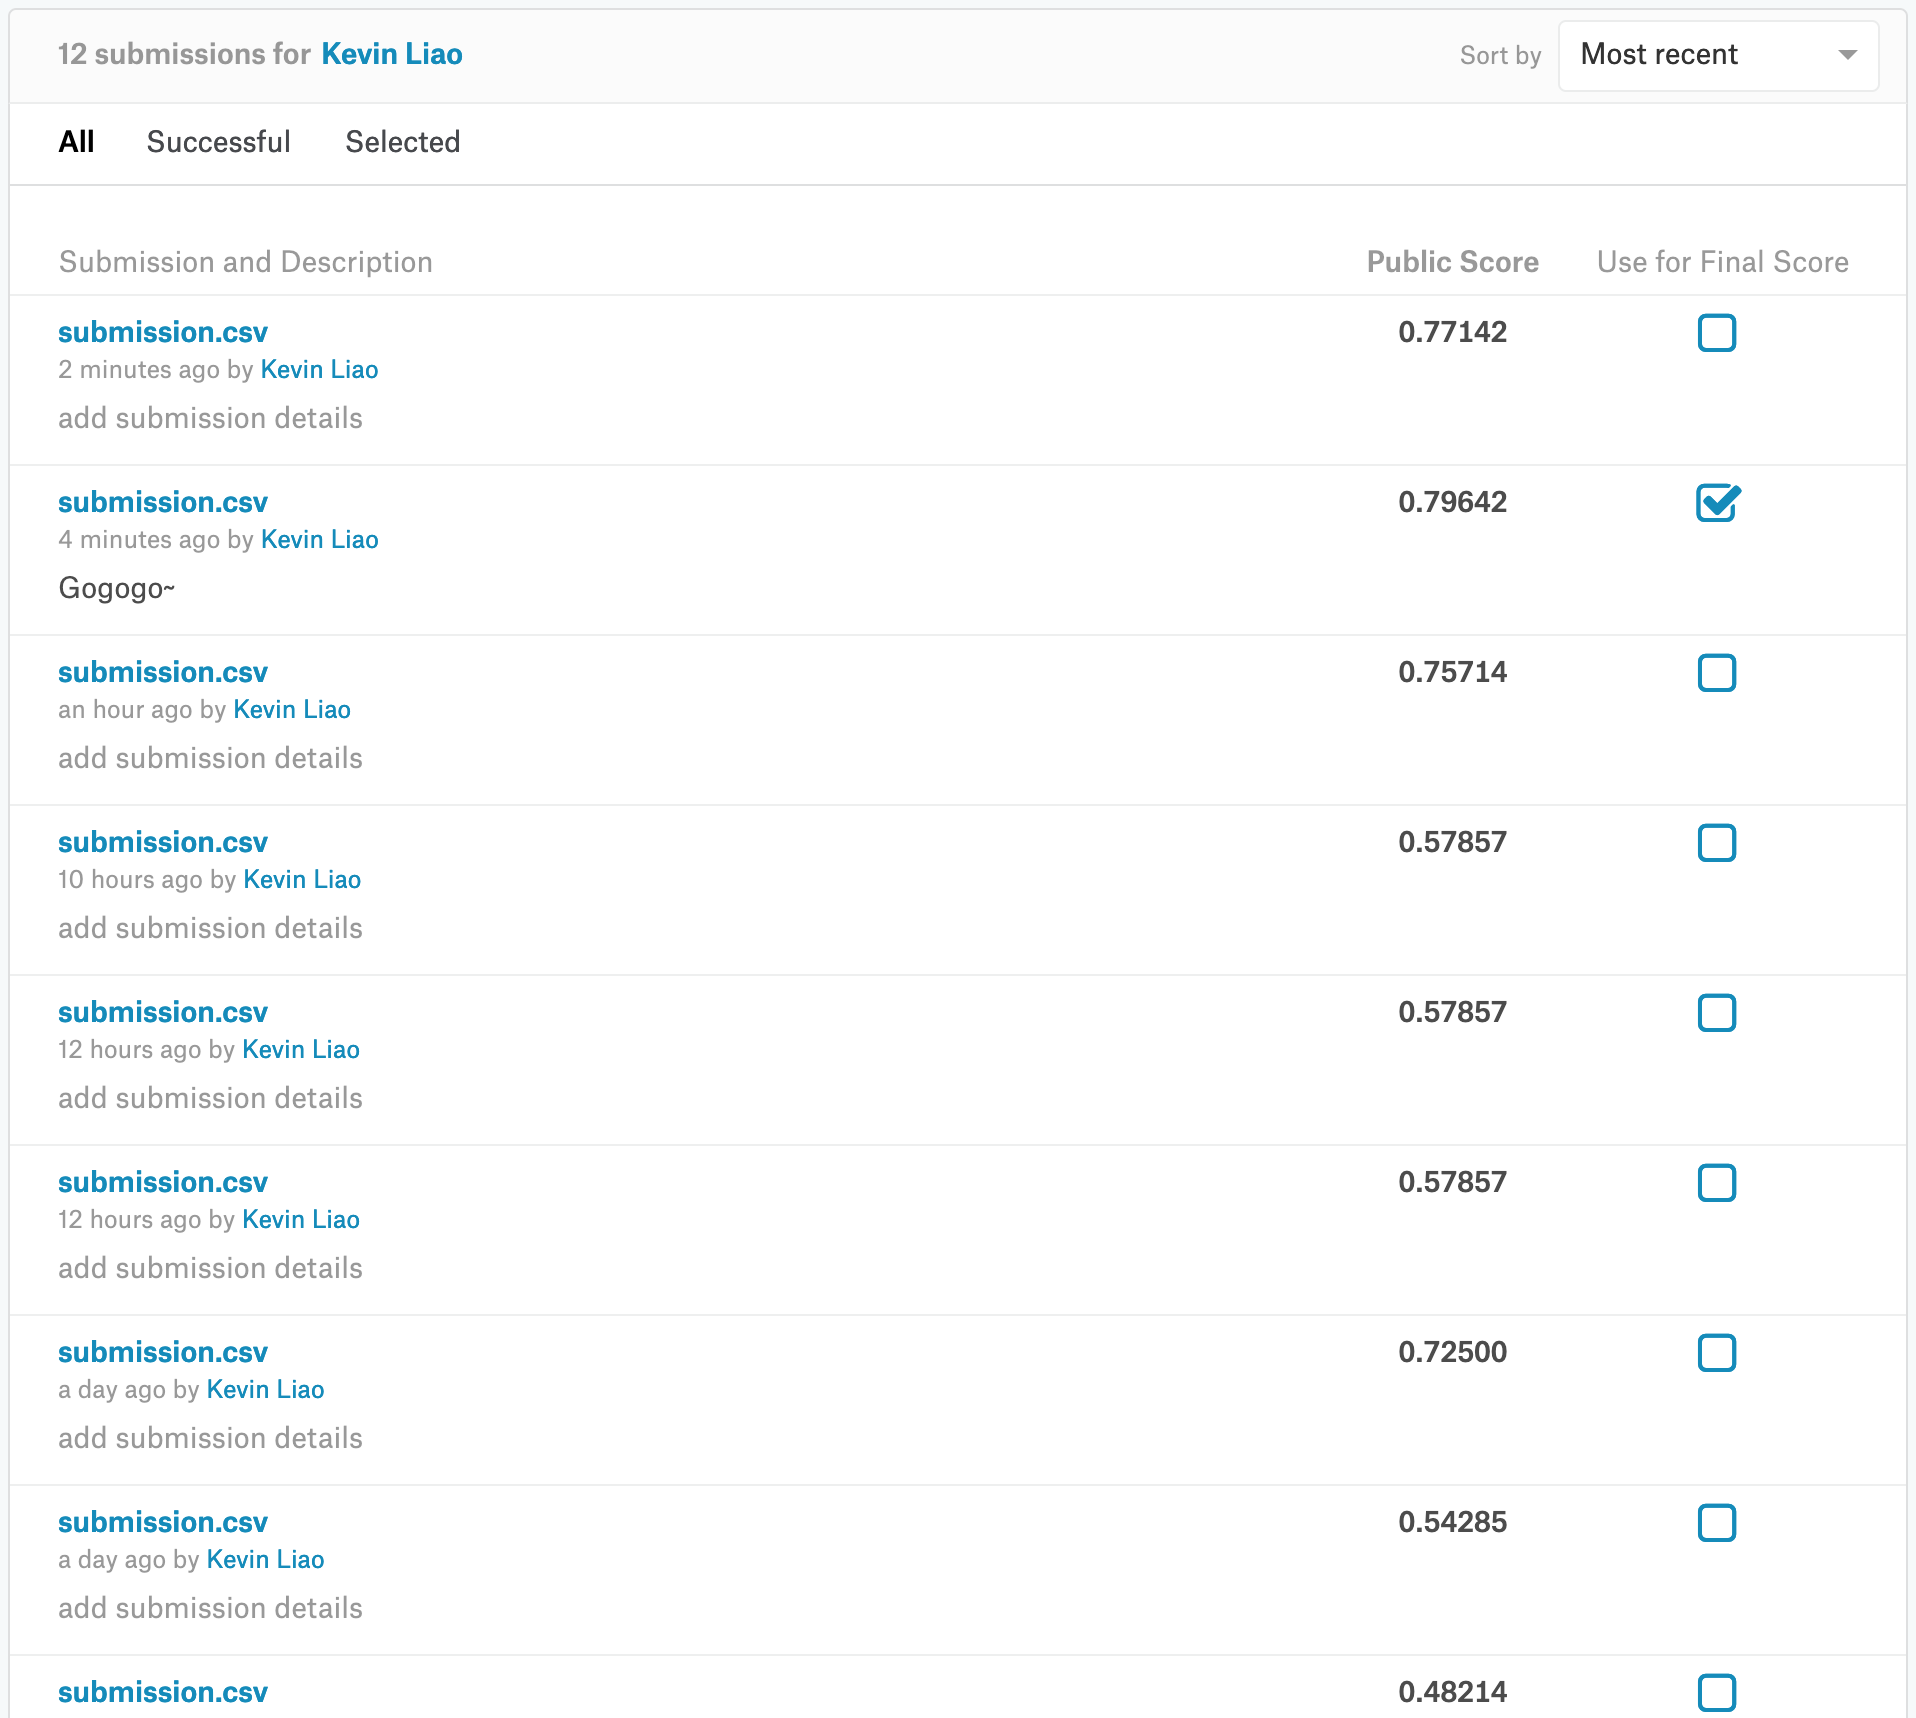 12 submissions for Kevin Liao
Sort by Most recent
All Successful Selected
Submission and Description Public Score Use for Final Score
submission.csv 0.77142
2 minutes ago by Kevin Liao
add submission details
submission.csv 0.79642
4 minutes ago by Kevin Liao
Gogogo~
submission.csv 0.75714
an hour ago by Kevin Liao
add submission details
submission.csv 0.57857
10 hours ago by Kevin Liao
add submission details
submission.csv 0.57857
12 hours ago by Kevin Liao
add submission details
submission.csv 0.57857
12 hours ago by Kevin Liao
add submission details
submission.csv 0.72500
a day ago by Kevin Liao
add submission details
submission.csv 0.54285
a day ago by Kevin Liao
add submission details
submission.csv 0.48214